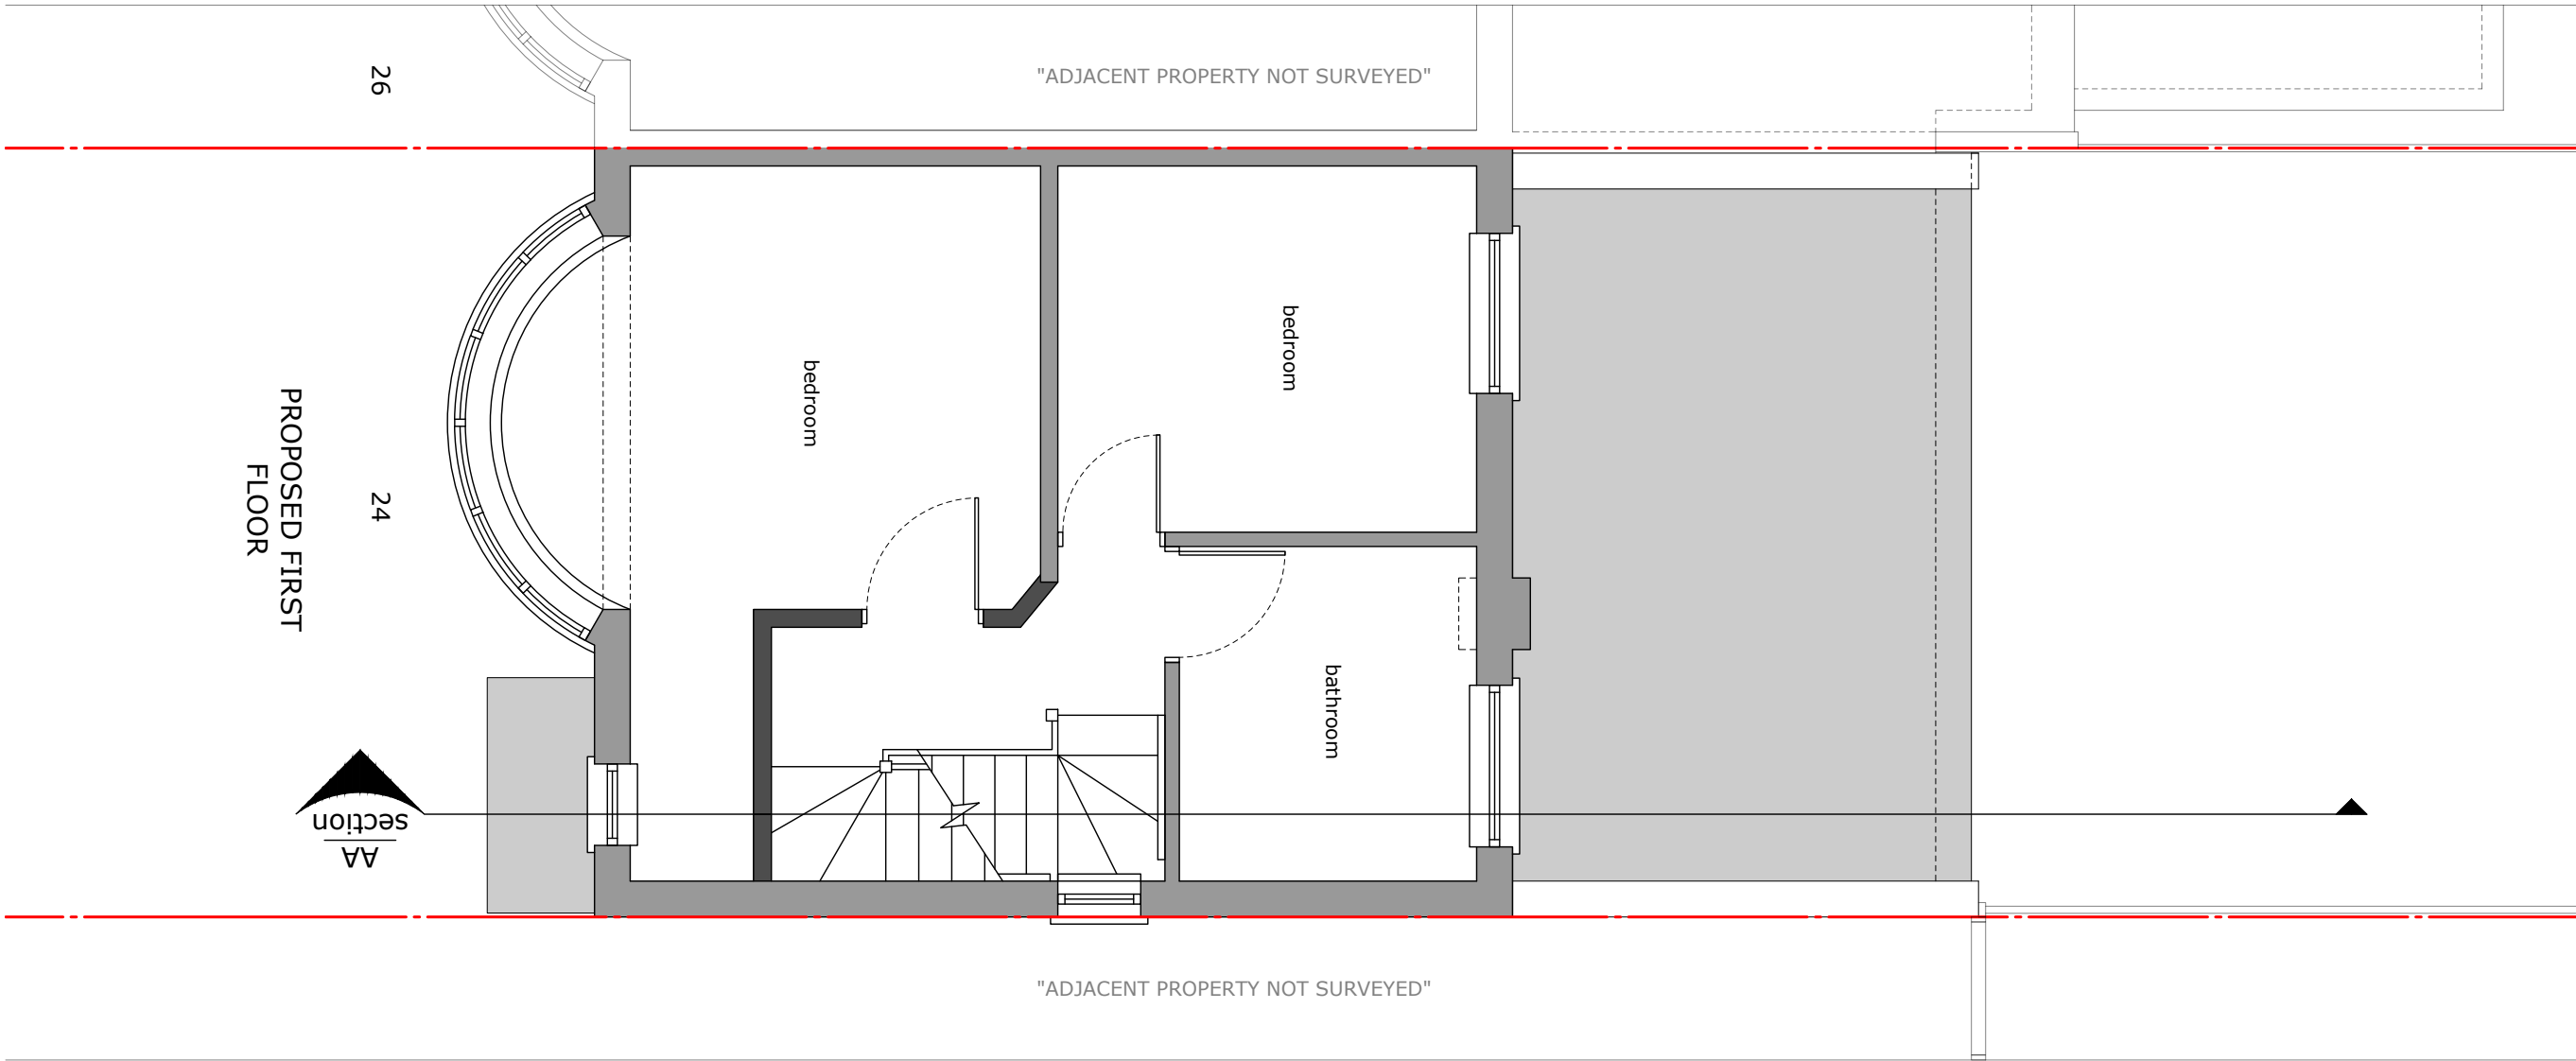 "ADJACENT PROPERTY NOT SURVEYED"
26
bedroom
bedroom
24
PROPOSED FIRST
FLOOR
bathroom
section
AA
"ADJACENT PROPERTY NOT SURVEYED"